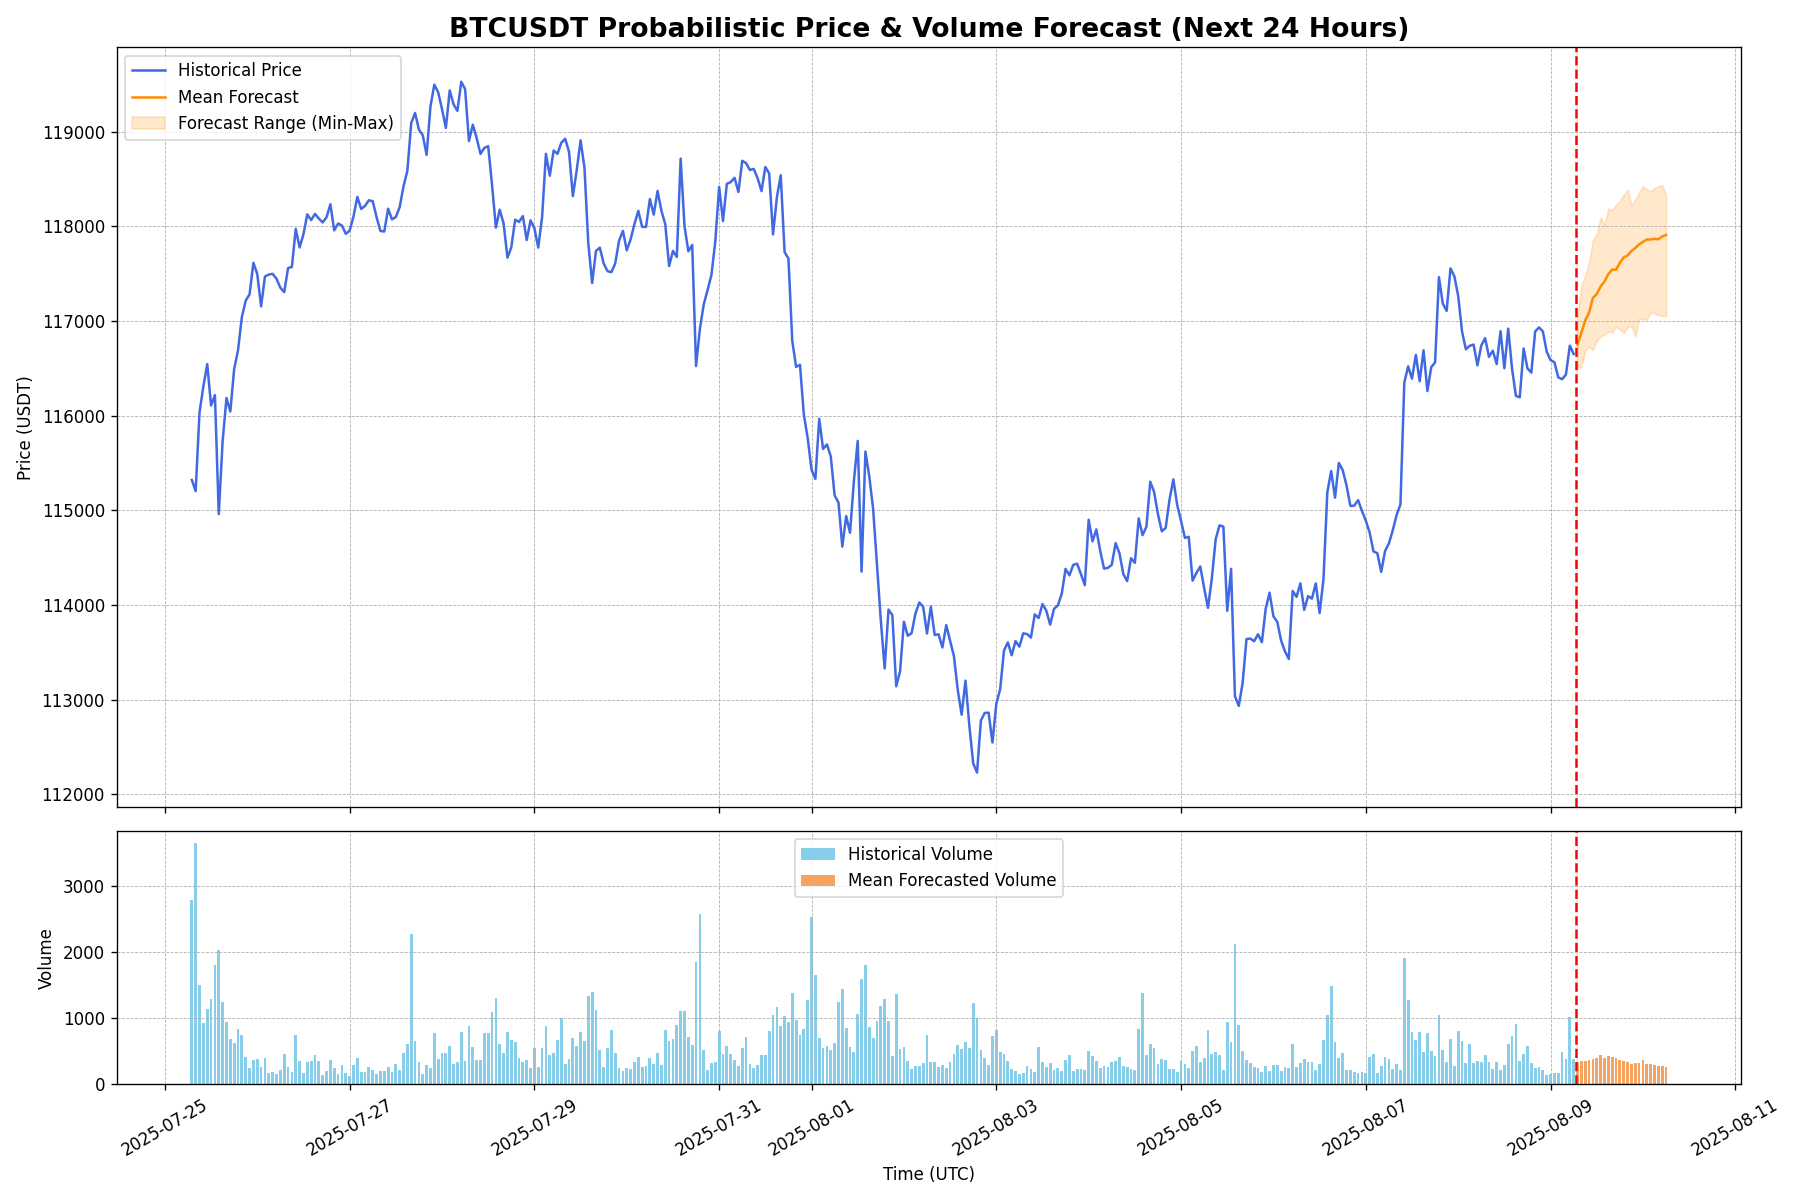 BTCUSDT Probabilistic Price & Volume Forecast (Next 24 Hours)
Historical Price
Mean Forecast
Forecast Range (Min-Max)
Price (USDT)
119000
118000
117000
116000
115000
114000
113000
112000
Historical Volume
Mean Forecasted Volume
Volume
3000
2000
1000
0
2025-07-25
2025-07-27
2025-07-29
2025-07-31
2025-08-01
2025-08-03
2025-08-05
2025-08-07
2025-08-09
2025-08-11
Time (UTC)